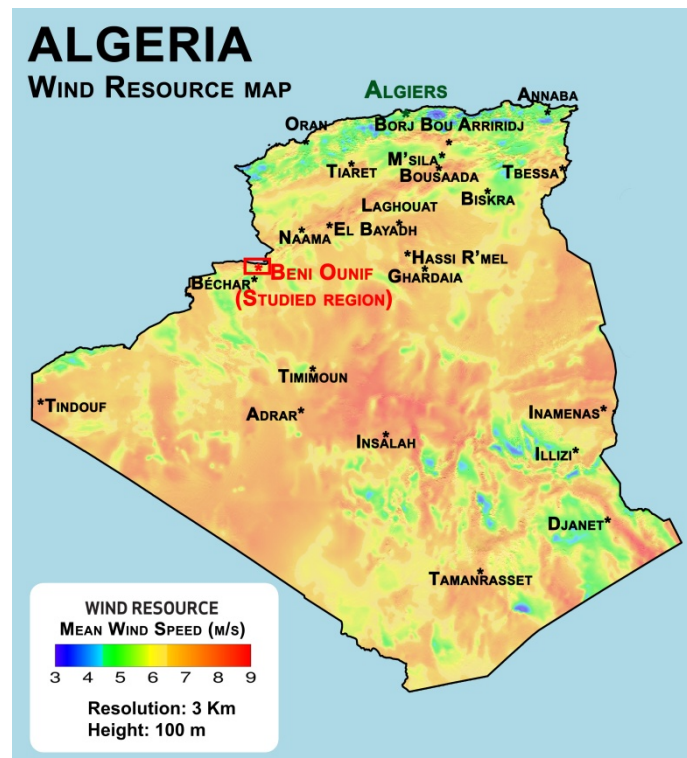 ALGERIA
WIND RESOURCE MAP
ALGIERS
ANNABA
ORAN
BORJ BOU ARRIRIDJ
M'SILA
TIARET
BOUSAADA
TBESSA
BISKRA
LAGHOUAT
NAAMA
EL BAYADH
HASSI R'MEL
BENI OUNIF
GHARDAIA
BÉCHAR
(STUDIED REGION)
TIMIMOUN
TINDOUF
ADRAR
INAMENAS
INSALAH
ILLIZI
DJANET
TAMANRASSET
WIND RESOURCE
MEAN WIND SPEED (M/S)
3 4 5 6 7 8 9
Resolution: 3 Km
Height: 100 m